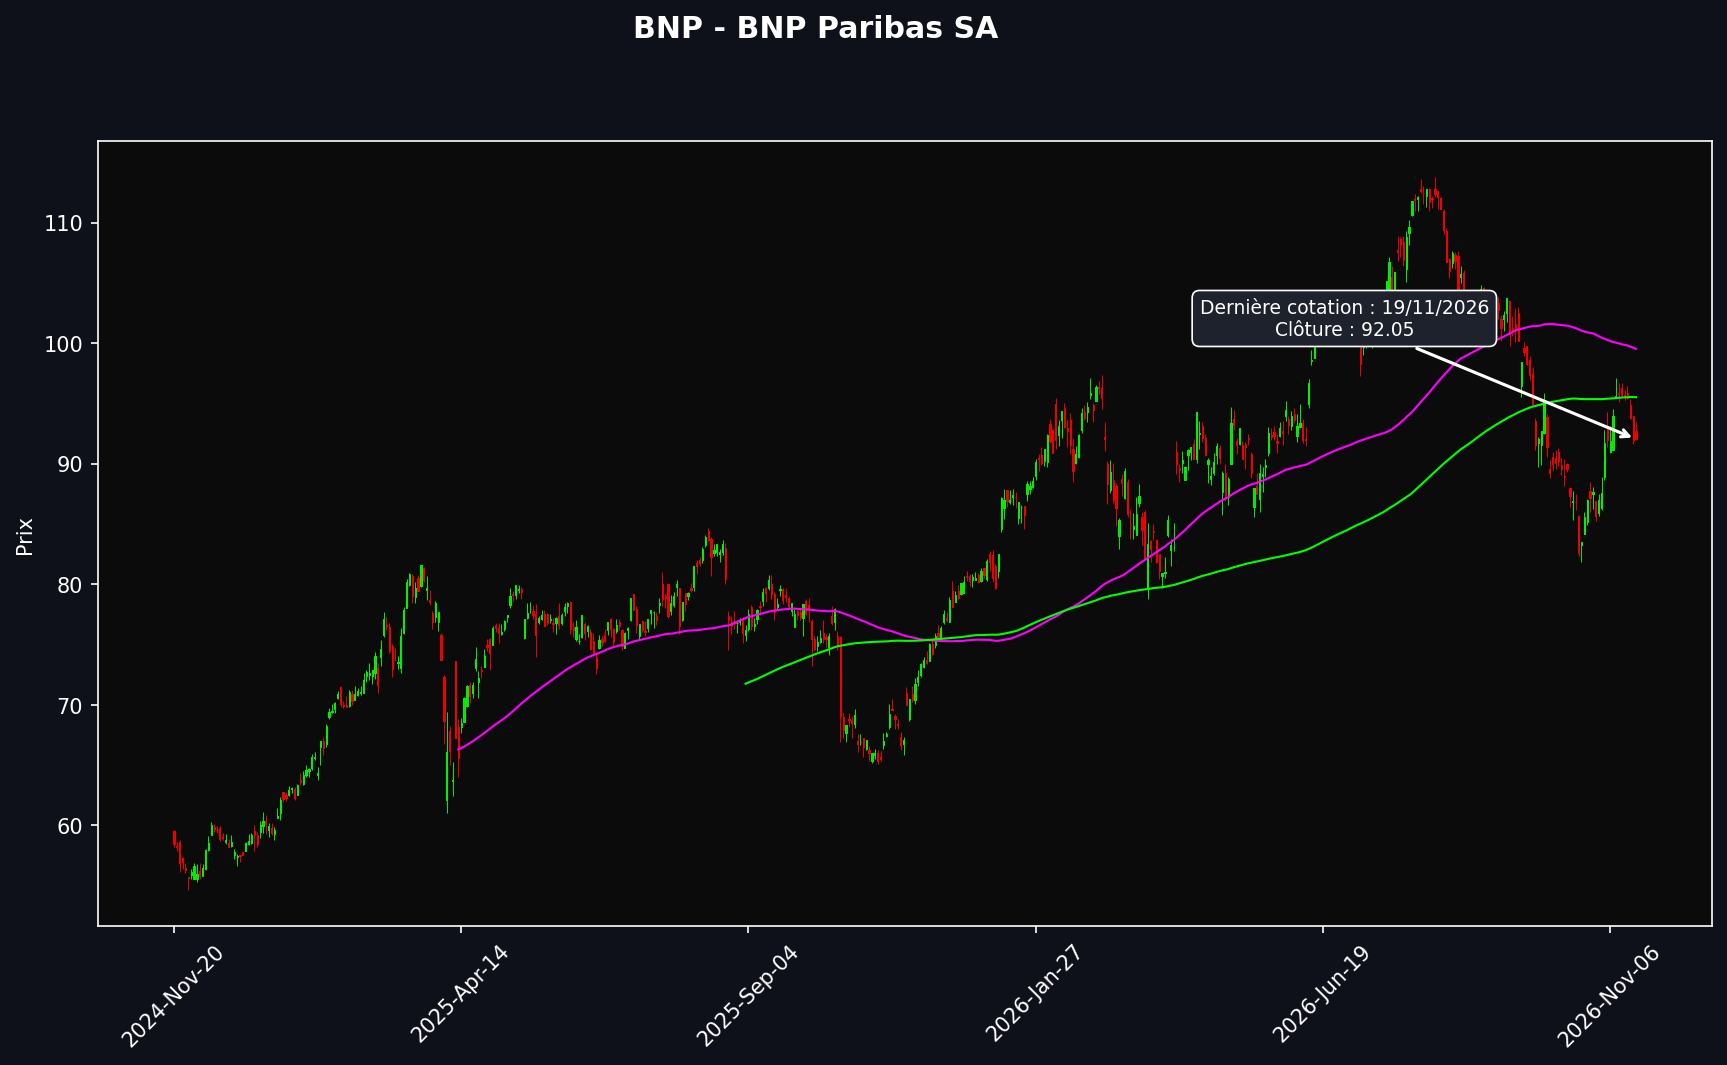 BNP - BNP Paribas SA
Prix
110
100
90
80
70
60
Dernière cotation : 19/11/2026
Clôture : 92.05
2024-Nov-20
2025-Apr-14
2025-Sep-04
2026-Jan-27
2026-Jun-19
2026-Nov-06